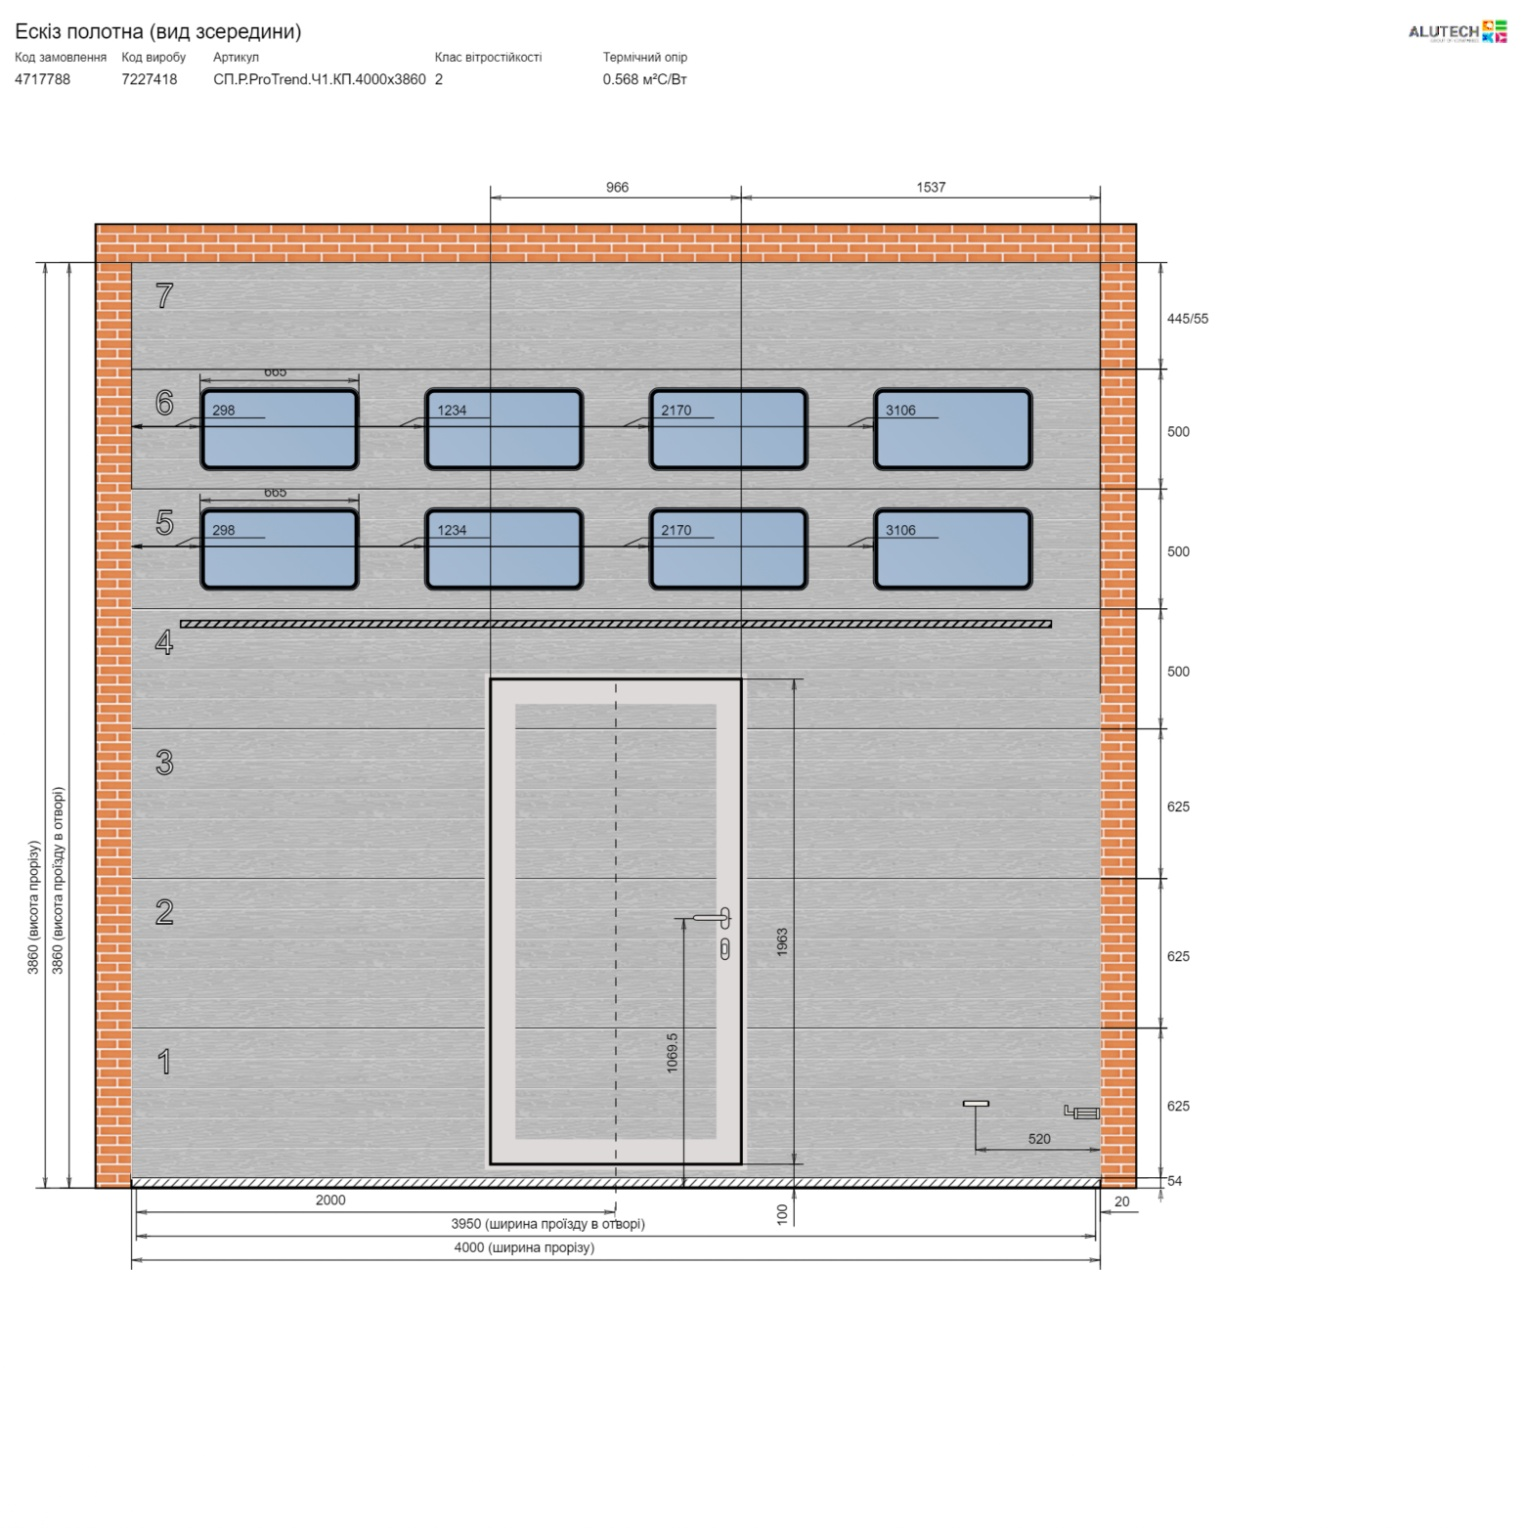 Ескіз полотна (вид зсередини)
ALUTECH
Код замовлення Код виробу Артикул Клас вітростійкості Термічний опір
4717788 7227418 СП.Р.ProTrend.Ч1.КП.4000х3860 2 0.568 м²С/Вт
966 1537
7
445/55
665
6
298 1234 2170 3106
500
665
5
298 1234 2170 3106
500
4
500
3
625
3860 (висота прорізу)
3860 (висота проїзду в отворі)
2
1963
625
1069.5
1
625
520
54
2000
100
20
3950 (ширина проїзду в отворі)
4000 (ширина прорізу)